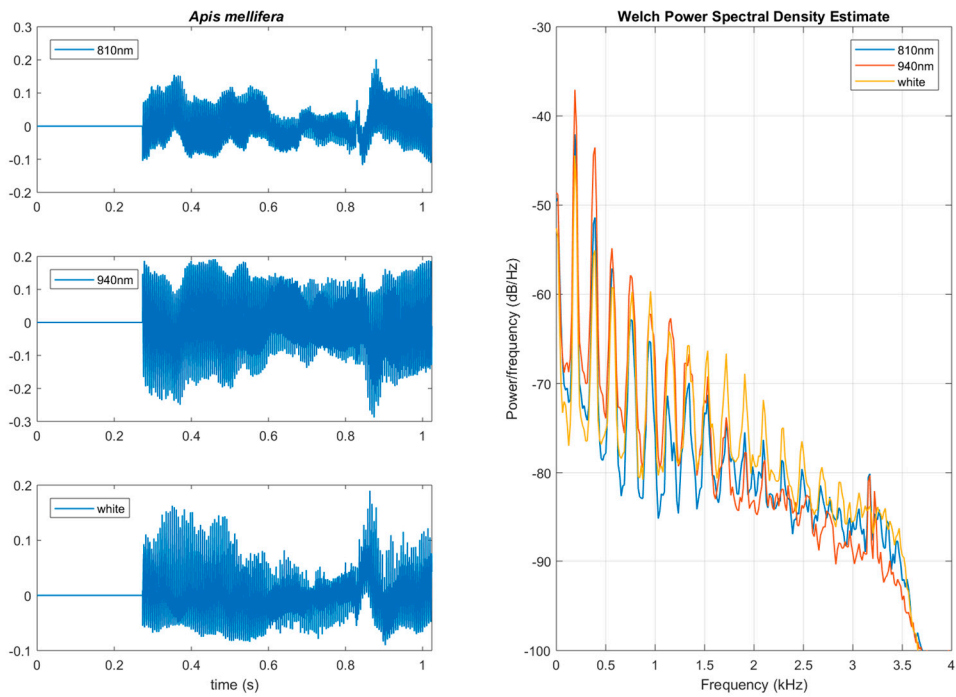 Apis mellifera
0.3
0.2
0.1
0
-0.1
-0.2
810nm
0 0.2 0.4 0.6 0.8 1
0.2
0.1
0
-0.1
-0.2
-0.3
940nm
0 0.2 0.4 0.6 0.8 1
0.2
0.1
0
-0.1
white
0 0.2 0.4 0.6 0.8 1
time (s)
Welch Power Spectral Density Estimate
-30
-40
-50
-60
-70
-80
-90
-100
Power/frequency (dB/Hz)
810nm
940nm
white
0 0.5 1 1.5 2 2.5 3 3.5 4
Frequency (kHz)